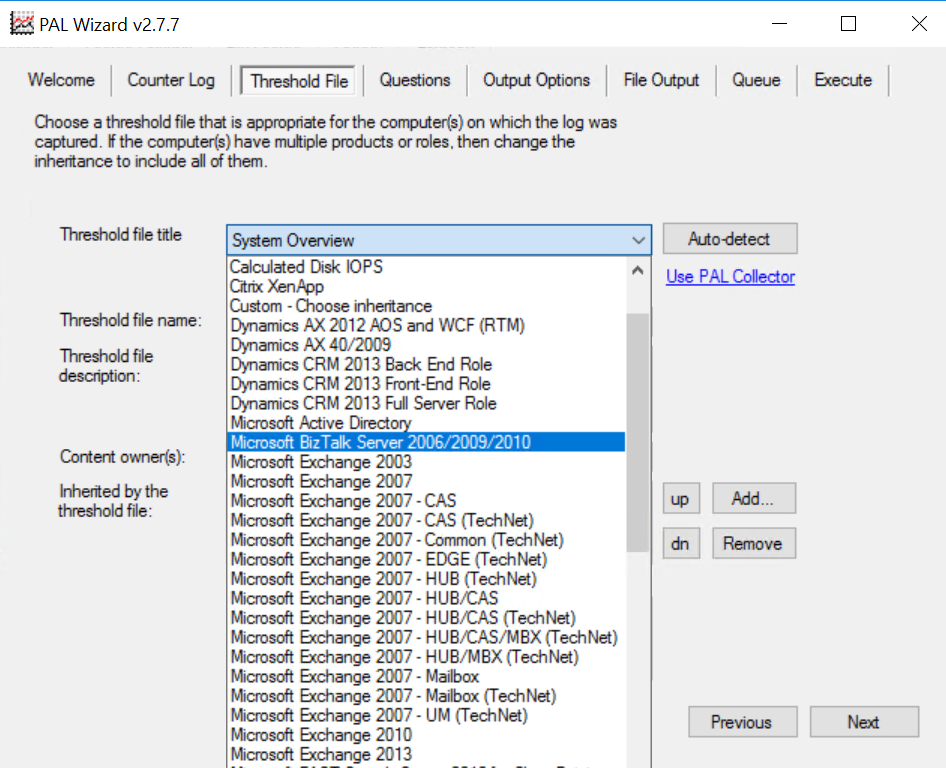 PAL Wizard v2.7.7
Welcome Counter Log Threshold File Questions Output Options File Output Queue Execute
Choose a threshold file that is appropriate for the computer(s) on which the log was
captured. If the computer(s) have multiple products or roles, then change the
inheritance to include all of them.
Threshold file title
System Overview
Auto-detect
Use PAL Collector
Calculated Disk IOPS
Citrix XenApp
Custom - Choose inheritance
Dynamics AX 2012 AOS and WCF (RTM)
Dynamics AX 40/2009
Dynamics CRM 2013 Back End Role
Dynamics CRM 2013 Front-End Role
Dynamics CRM 2013 Full Server Role
Microsoft Active Directory
Microsoft BizTalk Server 2006/2009/2010
Microsoft Exchange 2003
Microsoft Exchange 2007
Microsoft Exchange 2007 - CAS
Microsoft Exchange 2007 - CAS (TechNet)
Microsoft Exchange 2007 - Common (TechNet)
Microsoft Exchange 2007 - EDGE (TechNet)
Microsoft Exchange 2007 - HUB (TechNet)
Microsoft Exchange 2007 - HUB/CAS
Microsoft Exchange 2007 - HUB/CAS (TechNet)
Microsoft Exchange 2007 - HUB/CAS/MBX (TechNet)
Microsoft Exchange 2007 - HUB/MBX (TechNet)
Microsoft Exchange 2007 - Mailbox
Microsoft Exchange 2007 - Mailbox (TechNet)
Microsoft Exchange 2007 - UM (TechNet)
Microsoft Exchange 2010
Microsoft Exchange 2013
Threshold file name:
Threshold file
description:
Content owner(s):
Inherited by the
threshold file:
up Add...
dn Remove
Previous Next